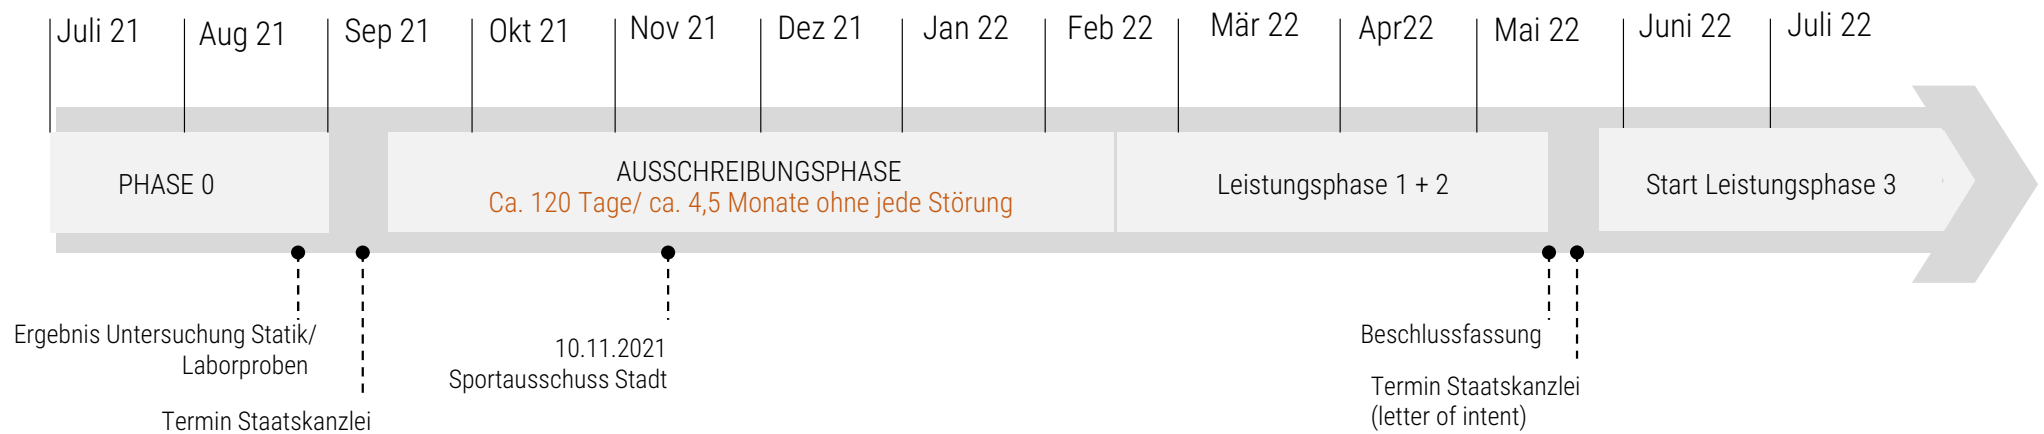 Juli 21
Aug 21
Sep 21
Okt 21
Nov 21
Dez 21
Jan 22
Feb 22
Mär 22
Apr22
Mai 22
Juni 22
Juli 22
PHASE 0
AUSSCHREIBUNGSPHASE
Ca. 120 Tage/ ca. 4,5 Monate ohne jede Störung
Leistungsphase 1 + 2
Start Leistungsphase 3
Ergebnis Untersuchung Statik/
Laborproben
Termin Staatskanzlei
10.11.2021
Sportausschuss Stadt
Beschlussfassung
Termin Staatskanzlei
(letter of intent)